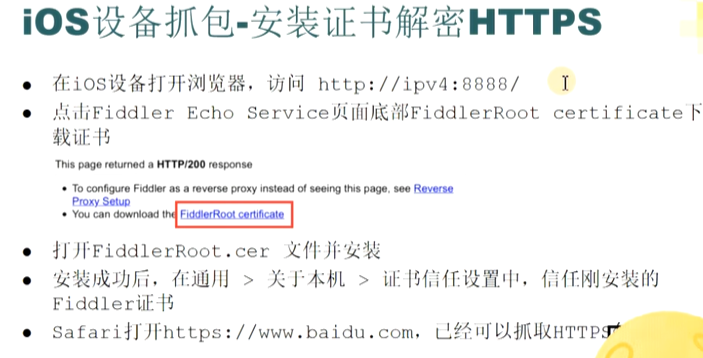 iOS设备抓包-安装证书解密HTTPS
● 在iOS设备打开浏览器，访问 http://ipv4:8888/
● 点击Fiddler Echo Service页面底部FiddlerRoot certificate下
载证书
This page returned a HTTP/200 response
• To configure Fiddler as a reverse proxy instead of seeing this page, see Reverse
Proxy Setup
• You can download the FiddlerRoot certificate
● 打开FiddlerRoot.cer 文件并安装
● 安装成功后，在通用 > 关于本机 > 证书信任设置中，信任刚安装的
Fiddler证书
● Safari打开https://www.baidu.com，已经可以抓取HTTPS